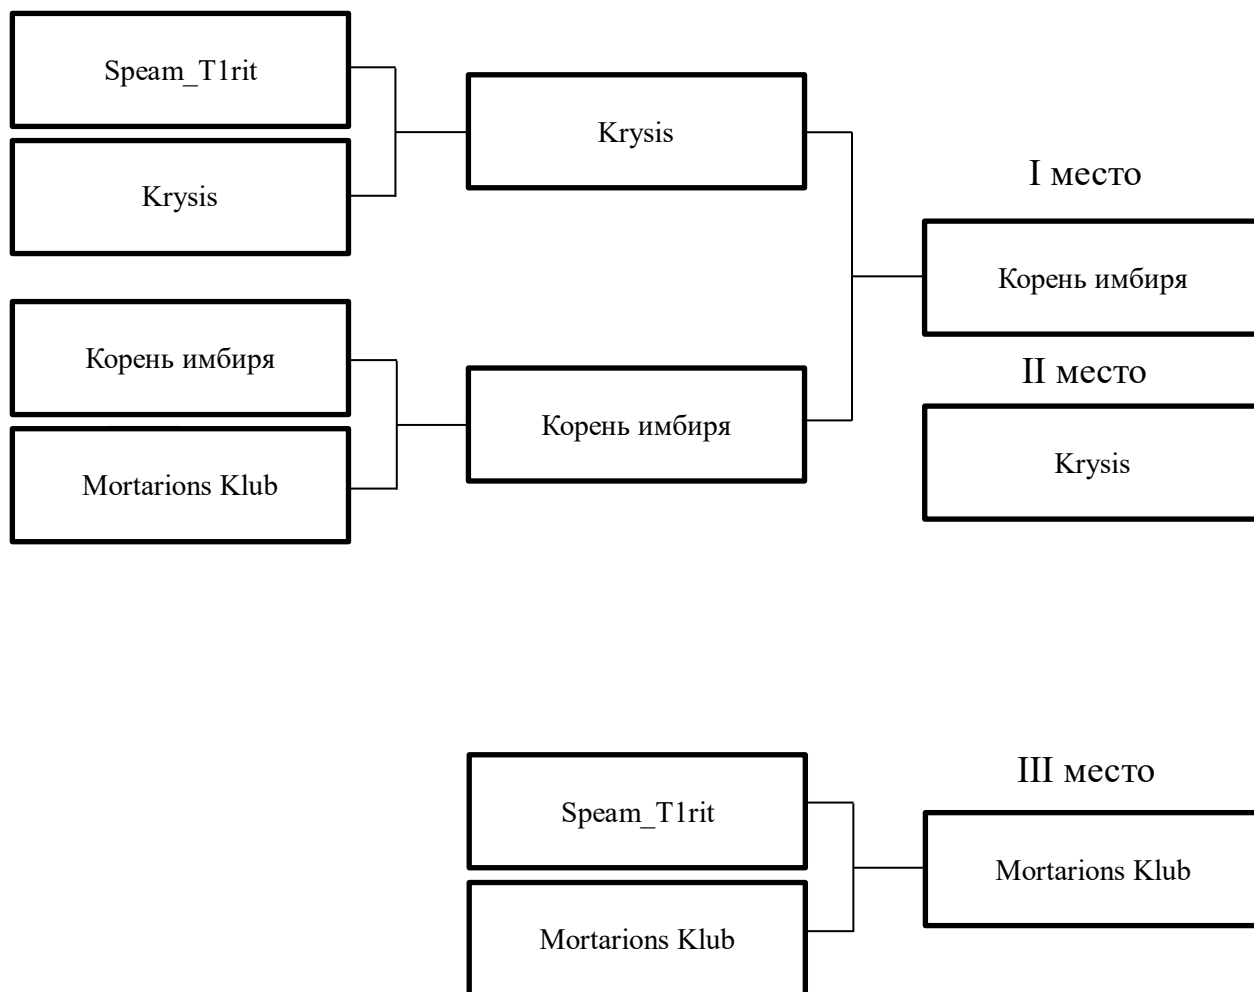 Speam_T1rit
Krysis
Krysis
I место
Корень имбиря
Корень имбиря
II место
Корень имбиря
Krysis
Mortarions Klub
III место
Speam_T1rit
Mortarions Klub
Mortarions Klub